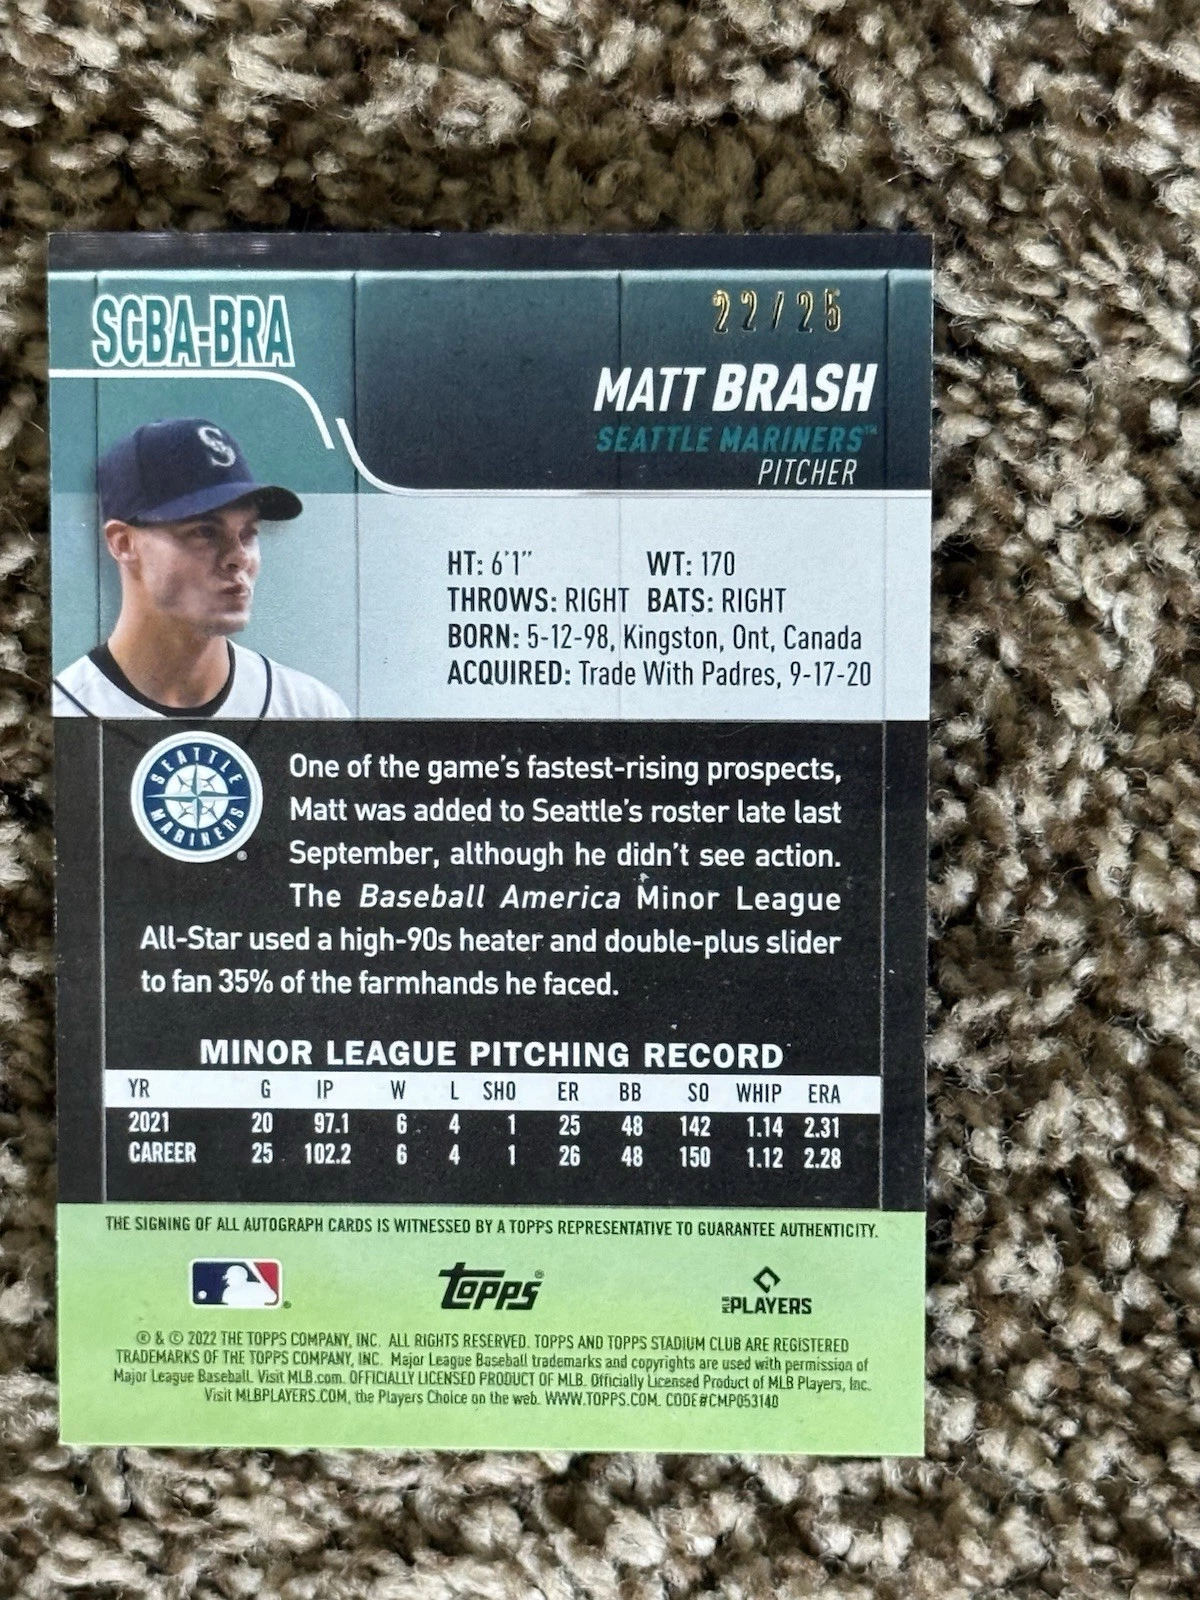 SCBA-BRA
22/25
MATT BRASH
SEATTLE MARINERS™
PITCHER
HT: 6'1" WT: 170
THROWS: RIGHT BATS: RIGHT
BORN: 5-12-98, Kingston, Ont, Canada
ACQUIRED: Trade With Padres, 9-17-20
S
SEATTLE
MARINERS
®
One of the game's fastest-rising prospects,
Matt was added to Seattle's roster late last
September, although he didn't see action.
The Baseball America Minor League
All-Star used a high-90s heater and double-plus slider
to fan 35% of the farmhands he faced.
MINOR LEAGUE PITCHING RECORD
YR G IP W L SHO ER BB SO WHIP ERA
2021 20 97.1 6 4 1 25 48 142 1.14 2.31
CAREER 25 102.2 6 4 1 26 48 150 1.12 2.28
THE SIGNING OF ALL AUTOGRAPH CARDS IS WITNESSED BY A TOPPS REPRESENTATIVE TO GUARANTEE AUTHENTICITY.
topps®
MLB PLAYERS
® & © 2022 THE TOPPS COMPANY, INC. ALL RIGHTS RESERVED. TOPPS AND TOPPS STADIUM CLUB ARE REGISTERED
TRADEMARKS OF THE TOPPS COMPANY, INC. Major League Baseball trademarks and copyrights are used with permission of
Major League Baseball. Visit MLB.com. OFFICIALLY LICENSED PRODUCT OF MLB. Officially Licensed Product of MLB Players, Inc.
Visit MLBPLAYERS.COM, the Players Choice on the web. WWW.TOPPS.COM. CODE#CMP053140